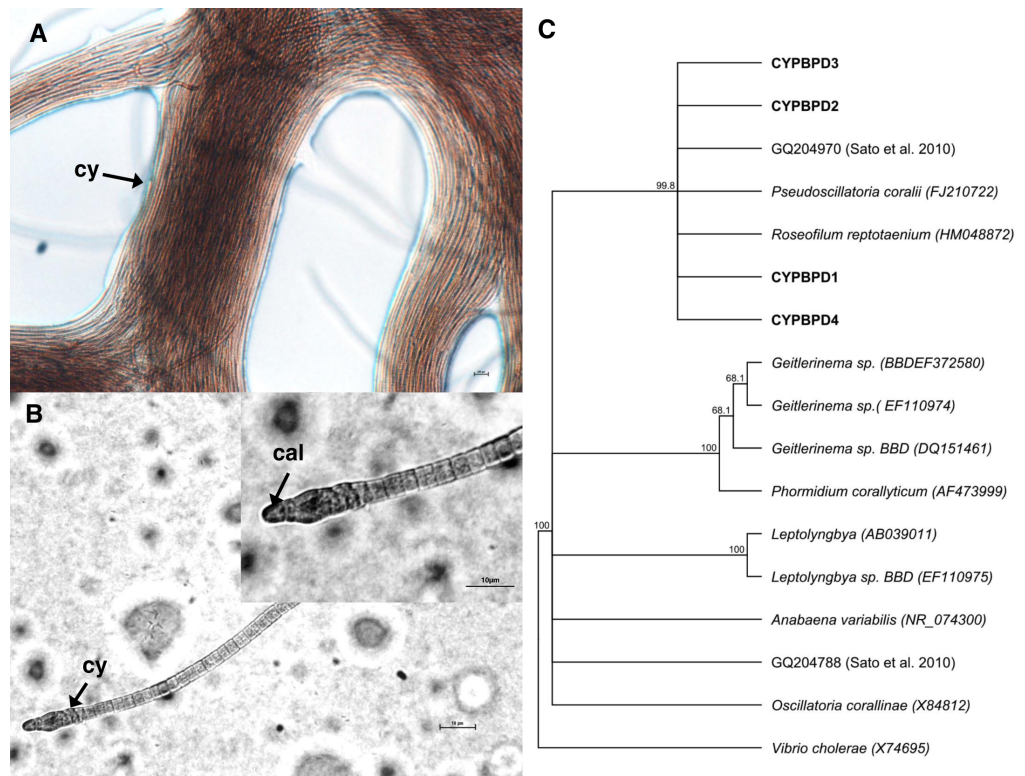 A
cy
B
cal
10µm
cy
10 µm
C
CYPBPD3
CYPBPD2
GQ204970 (Sato et al. 2010)
99.8
Pseudoscillatoria coralii (FJ210722)
Roseofilum reptotaenium (HM048872)
CYPBPD1
CYPBPD4
Geitlerinema sp. (BBDEF372580)
68.1
Geitlerinema sp.( EF110974)
68.1
Geitlerinema sp. BBD (DQ151461)
100
Phormidium corallyticum (AF473999)
100
Leptolyngbya (AB039011)
100
Leptolyngbya sp. BBD (EF110975)
Anabaena variabilis (NR_074300)
GQ204788 (Sato et al. 2010)
Oscillatoria corallinae (X84812)
Vibrio cholerae (X74695)